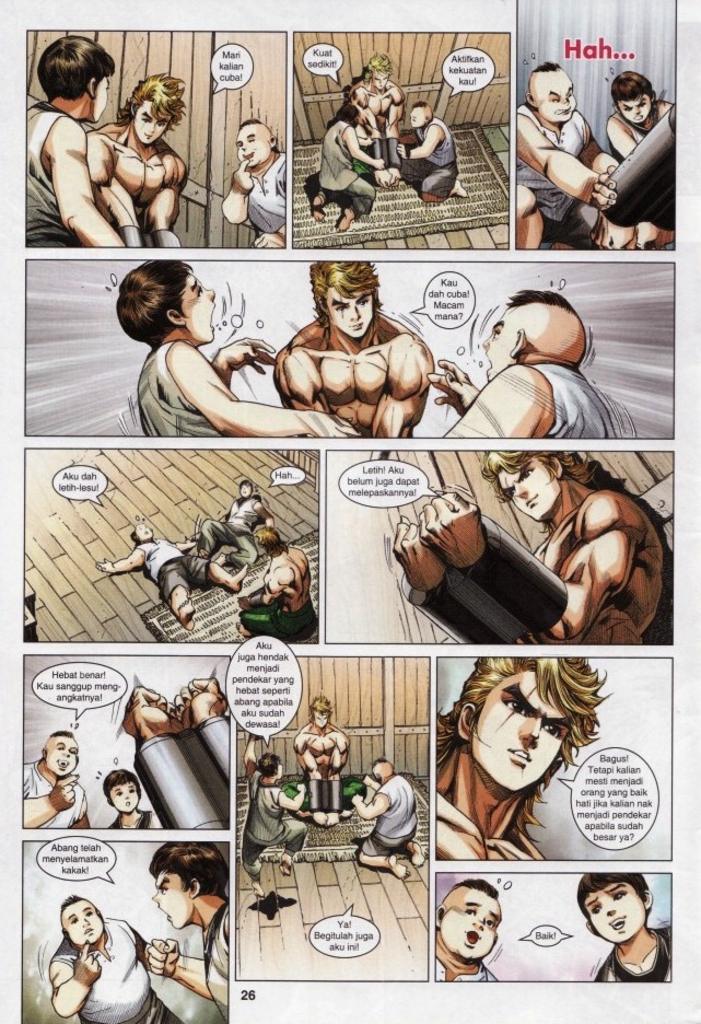 Mari
kalian
cuba!
Kuat
sedikit!
Aktifkan
kekuatan
kau!
Hah...
Kau
dah cuba!
Macam
mana?
Aku dah
letih-lesu!
Hah...
Letih! Aku
belum juga dapat
melepaskannya!
Hebat benar!
Kau sanggup meng-
angkatnya!
Aku
juga hendak
menjadi
pendekar yang
hebat seperti
abang apabila
aku sudah
dewasa!
Bagus!
Tetapi kalian
mesti menjadi
orang yang baik
hati jika kalian nak
menjadi pendekar
apabila sudah
besar ya?
Abang telah
menyelamatkan
kakak!
Ya!
Begitulah juga
aku ini!
Baik!
26